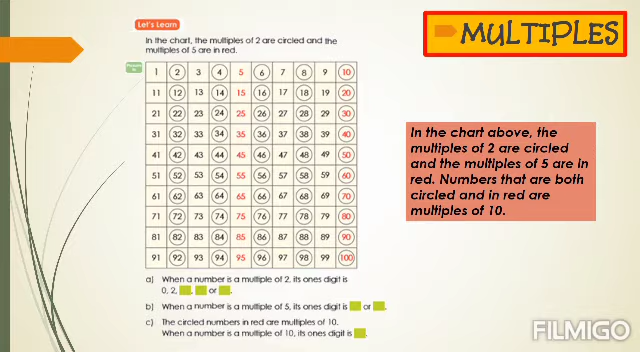 MULTIPLES
Let's Learn
In the chart, the multiples of 2 are circled and the
multiples of 5 are in red.
1 2 3 4 5 6 7 8 9 10
11 12 13 14 15 16 17 18 19 20
21 22 23 24 25 26 27 28 29 30
31 32 33 34 35 36 37 38 39 40
41 42 43 44 45 46 47 48 49 50
51 52 53 54 55 56 57 58 59 60
61 62 63 64 65 66 67 68 69 70
71 72 73 74 75 76 77 78 79 80
81 82 83 84 85 86 87 88 89 90
91 92 93 94 95 96 97 98 99 100
a) When a number is a multiple of 2, its ones digit is
0, 2, , or .
b) When a number is a multiple of 5, its ones digit is or .
c) The circled numbers in red are multiples of 10.
When a number is a multiple of 10, its ones digit is .
In the chart above, the
multiples of 2 are circled
and the multiples of 5 are in
red. Numbers that are both
circled and in red are
multiples of 10.
FILMIGO